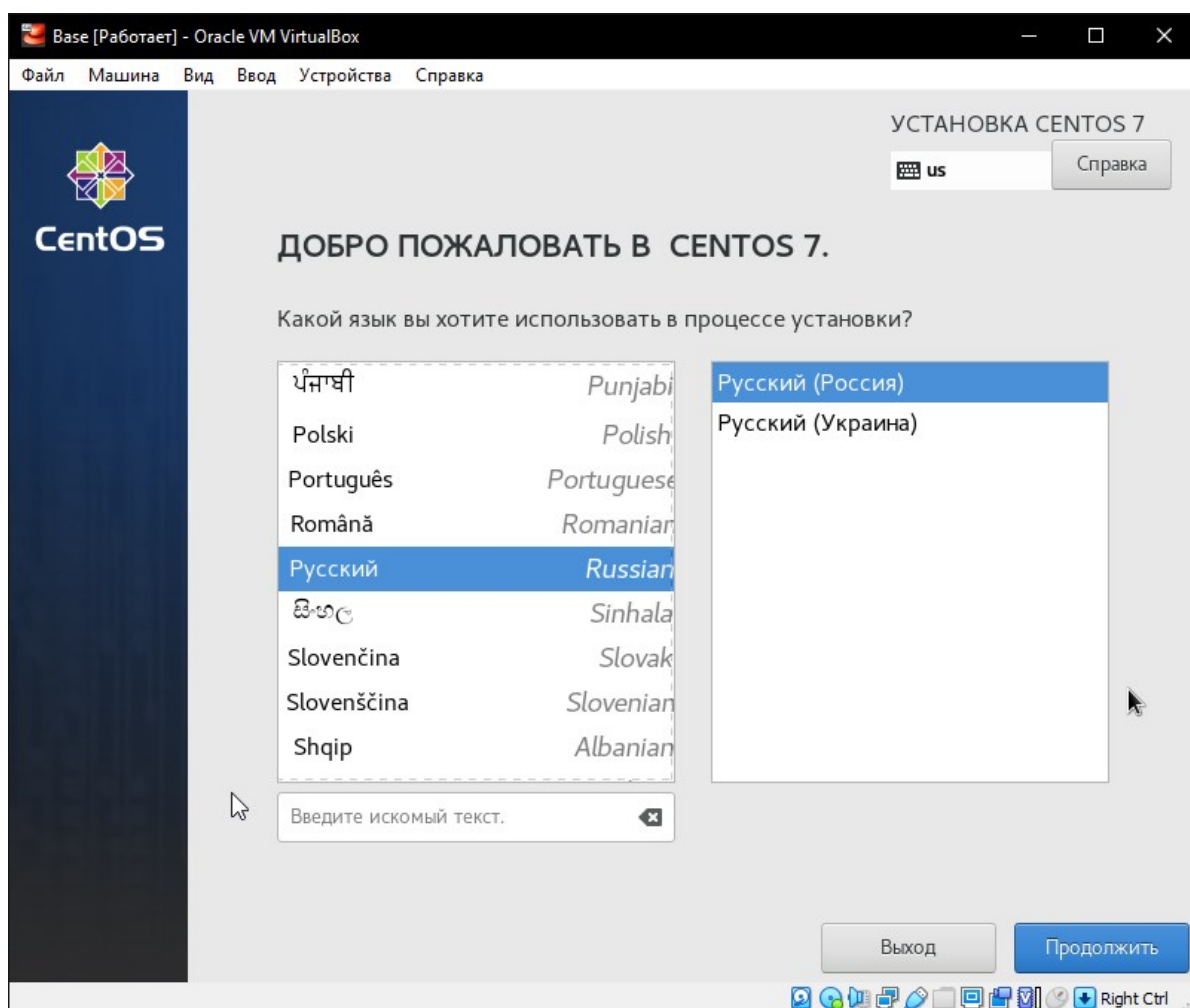 Base [Работает] - Oracle VM VirtualBox
Файл Машина Вид Ввод Устройства Справка
CentOS
УСТАНОВКА CENTOS 7
us
Справка
ДОБРО ПОЖАЛОВАТЬ В CENTOS 7.
Какой язык вы хотите использовать в процессе установки?
ਪੰਜਾਬੀ Punjabi
Polski Polish
Português Portuguese
Română Romanian
Русский Russian
සිංහල Sinhala
Slovenčina Slovak
Slovenščina Slovenian
Shqip Albanian
Русский (Россия)
Русский (Украина)
Введите искомый текст.
Выход
Продолжить
Right Ctrl